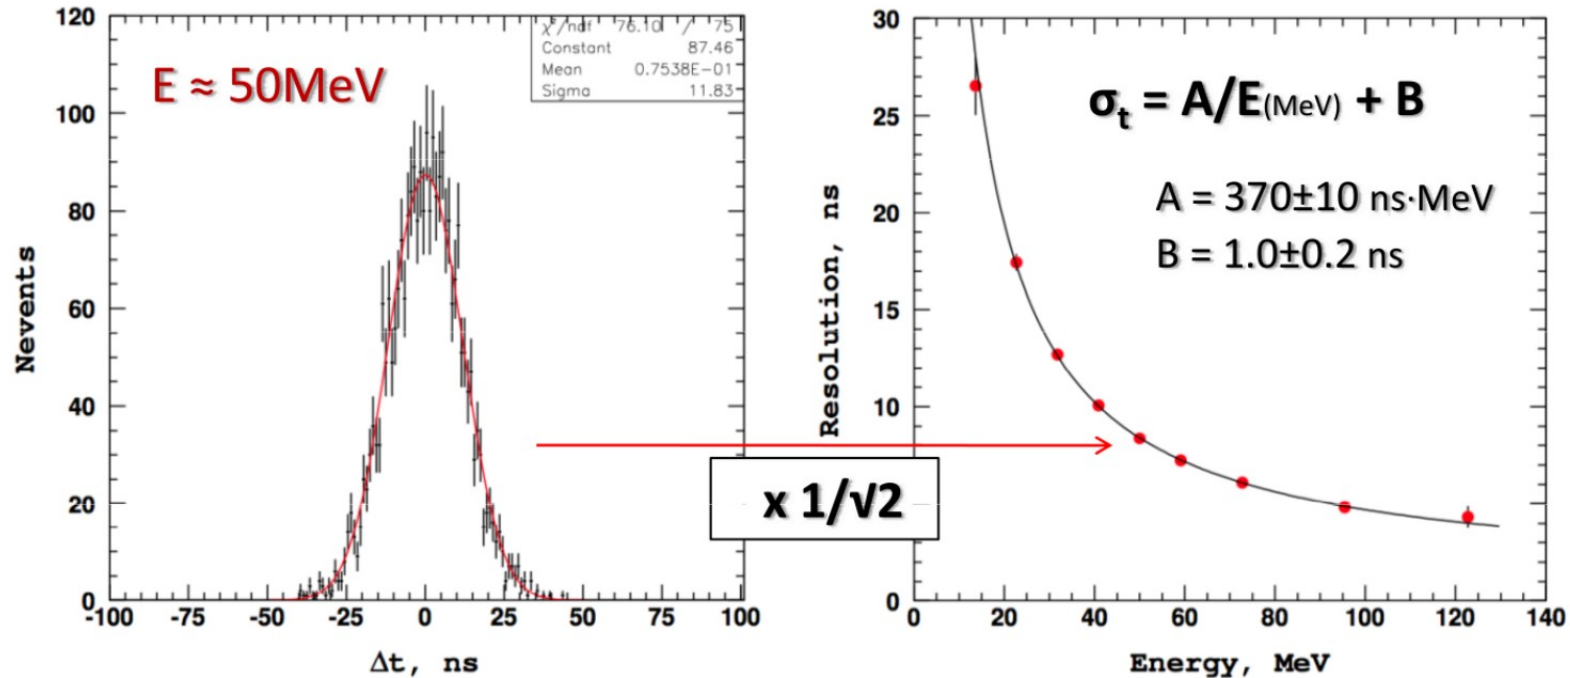 120
100
80
60
40
20
0
Nevents
E ≈ 50MeV
χ²/ndf 76.10 / 75
Constant 87.46
Mean 0.7538E-01
Sigma 11.83
-100 -75 -50 -25 0 25 50 75 100
Δt, ns
x 1/√2
30
25
20
15
10
0
Resolution, ns
σt = A/E(MeV) + B
A = 370±10 ns·MeV
B = 1.0±0.2 ns
0 20 40 60 80 100 120 140
Energy, MeV